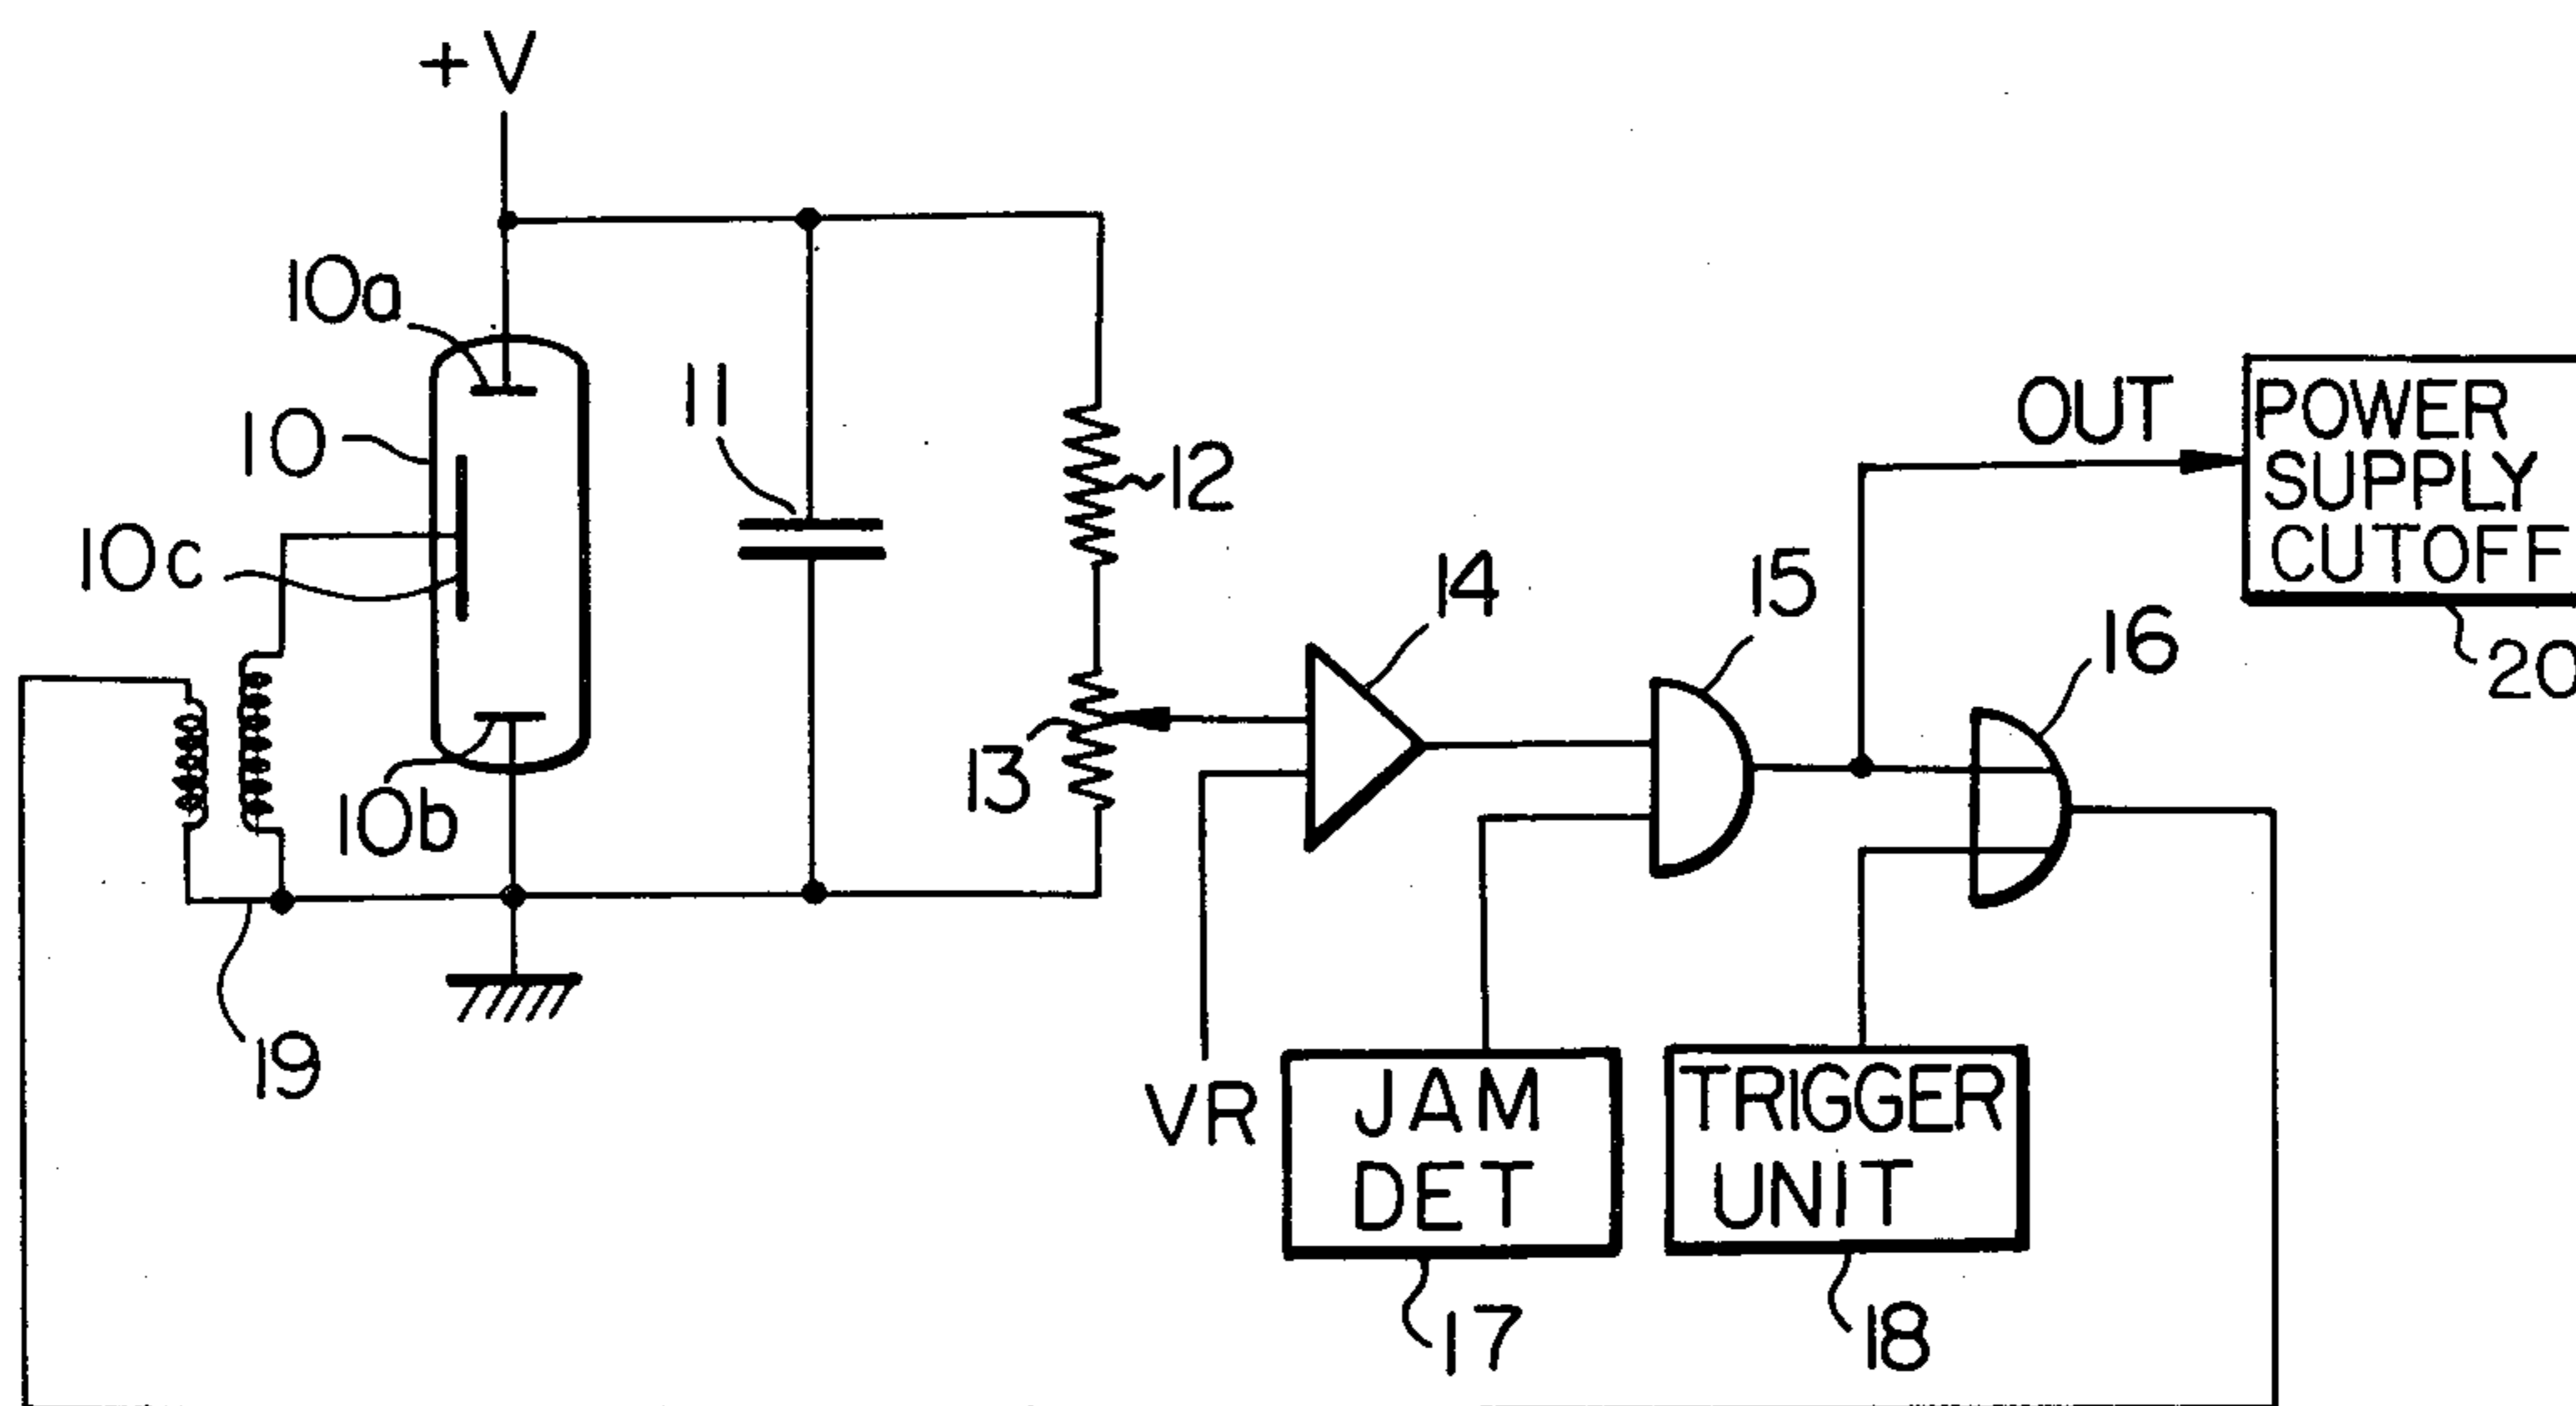 +V
10a
10
11
12
10c
OUT
POWER
SUPPLY
CUTOFF
14
15
16
20
13
10b
19
VR
JAM
DET
TRIGGER
UNIT
17
18